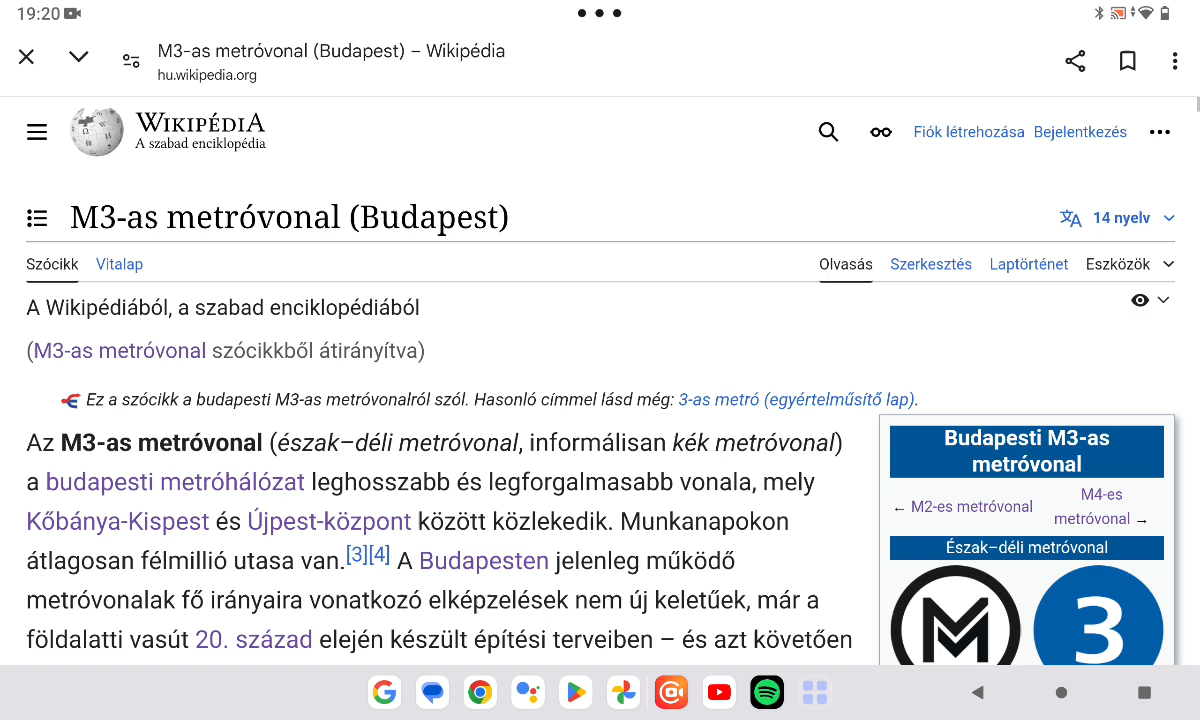 19:20
M3-as metróvonal (Budapest) – Wikipédia
hu.wikipedia.org
WIKIPÉDIA
A szabad enciklopédia
Fiók létrehozása Bejelentkezés
M3-as metróvonal (Budapest)
14 nyelv
Szócikk Vitalap
Olvasás Szerkesztés Laptörténet Eszközök
A Wikipédiából, a szabad enciklopédiából
(M3-as metróvonal szócikkből átirányítva)
Ez a szócikk a budapesti M3-as metróvonalról szól. Hasonló címmel lásd még: 3-as metró (egyértelműsítő lap).
Az M3-as metróvonal (észak–déli metróvonal, informálisan kék metróvonal)
a budapesti metróhálózat leghosszabb és legforgalmasabb vonala, mely
Kőbánya-Kispest és Újpest-központ között közlekedik. Munkanapokon
átlagosan félmillió utasa van.[3][4] A Budapesten jelenleg működő
metróvonalak fő irányaira vonatkozó elképzelések nem új keletűek, már a
földalatti vasút 20. század elején készült építési terveiben – és azt követően
Budapesti M3-as
metróvonal
← M2-es metróvonal
M4-es
metróvonal →
Észak–déli metróvonal
M 3